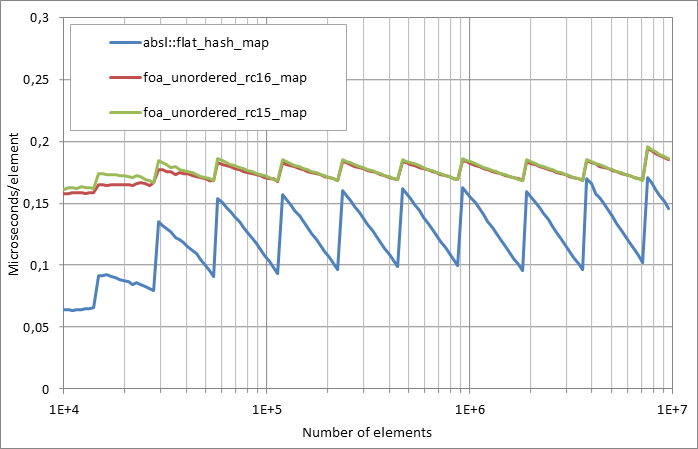 0,3
0,25
0,2
0,15
0,1
0,05
0
Microseconds/element
absl::flat_hash_map
foa_unordered_rc16_map
foa_unordered_rc15_map
1E+4 1E+5 1E+6 1E+7
Number of elements